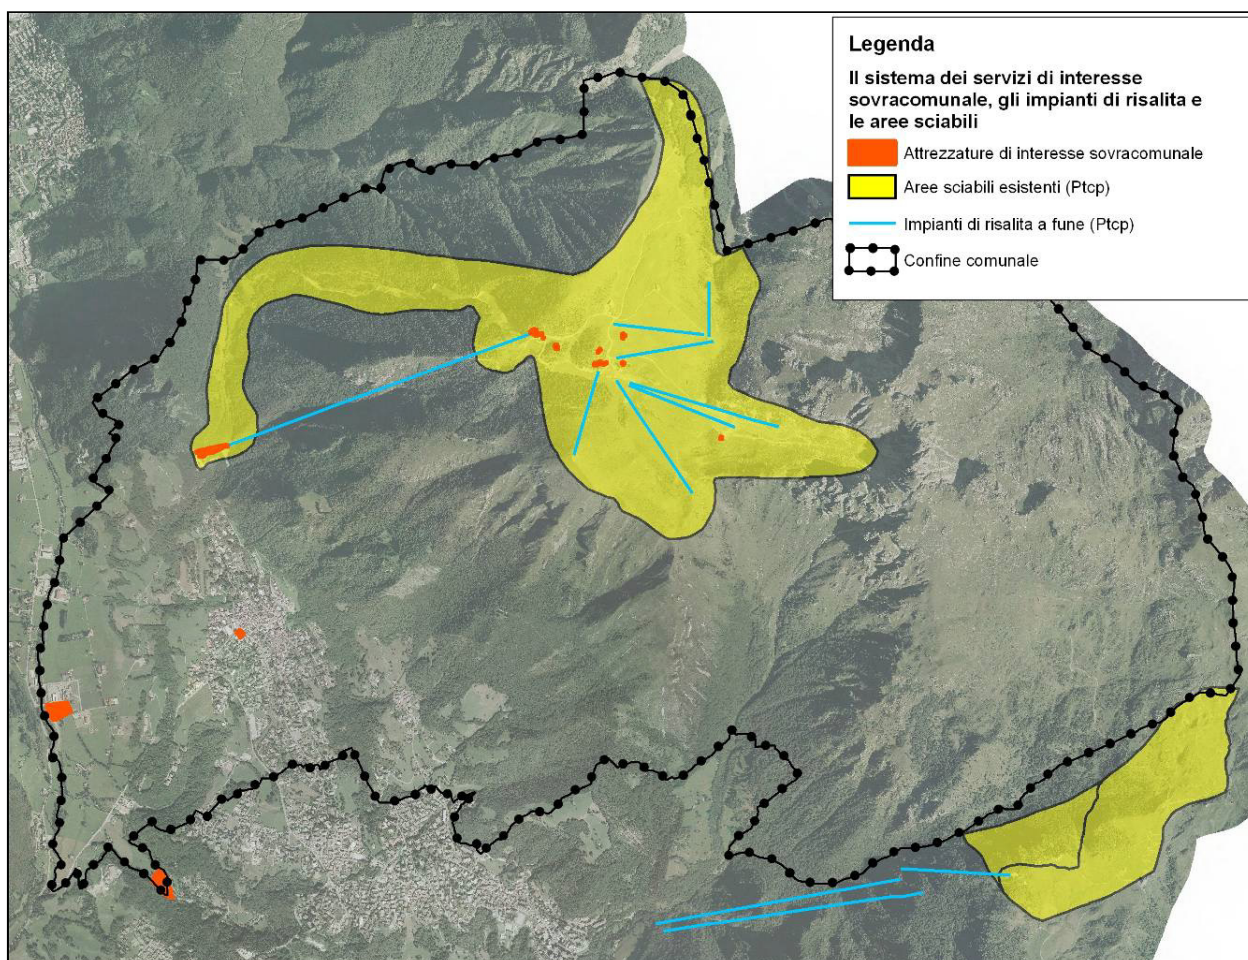 Legenda
Il sistema dei servizi di interesse
sovracomunale, gli impianti di risalita e
le aree sciabili
Attrezzature di interesse sovracomunale
Aree sciabili esistenti (Ptcp)
Impianti di risalita a fune (Ptcp)
Confine comunale